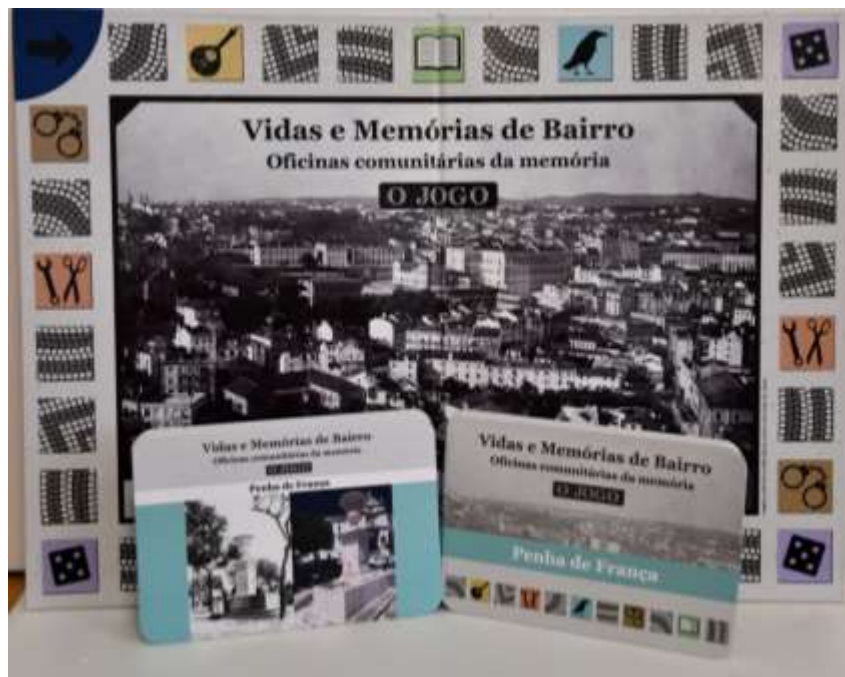 Vidas e Memórias de Bairro
Oficinas comunitárias da memória
O JOGO
Vidas e Memórias de Bairro
Oficinas comunitárias da memória
O JOGO
Penha de França
Vidas e Memórias de Bairro
Oficinas comunitárias da memória
O JOGO
Penha de França